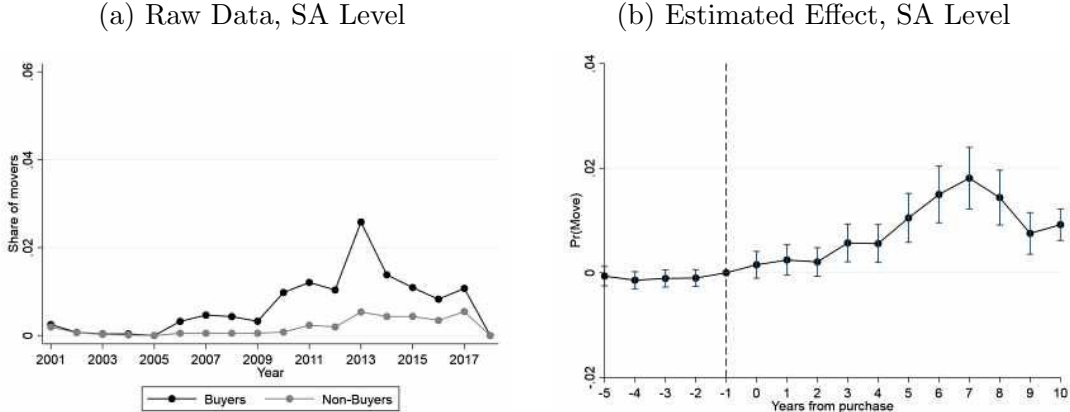 (a) Raw Data, SA Level
.06
.04
.02
0
Share of movers
2001 2003 2005 2007 2009 2011 2013 2015 2017
Year
Buyers Non-Buyers
(b) Estimated Effect, SA Level
.04
.02
0
-.02
Pr(Move)
-5 -4 -3 -2 -1 0 1 2 3 4 5 6 7 8 9 10
Years from purchase